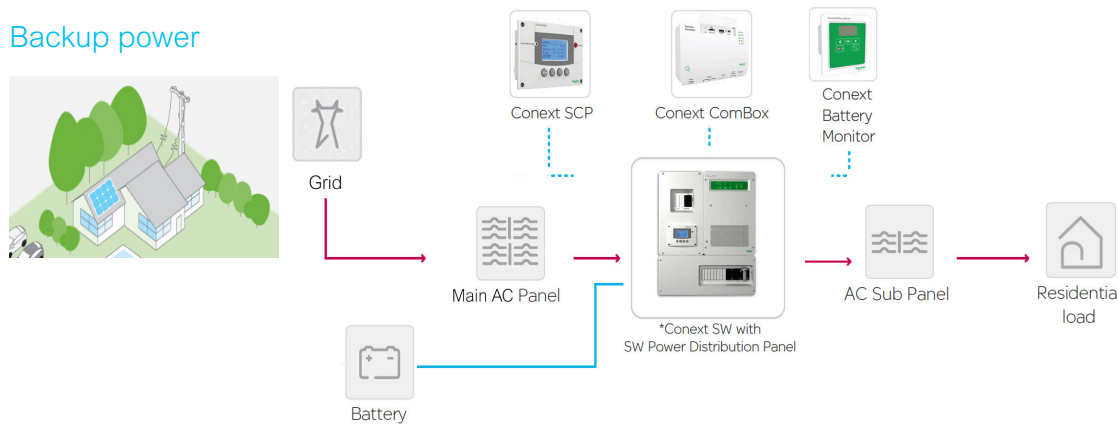 Backup power
Conext SCP
Conext ComBox
Conext
Battery
Monitor
Grid
Main AC Panel
*Conext SW with
SW Power Distribution Panel
AC Sub Panel
Residentia
load
Battery